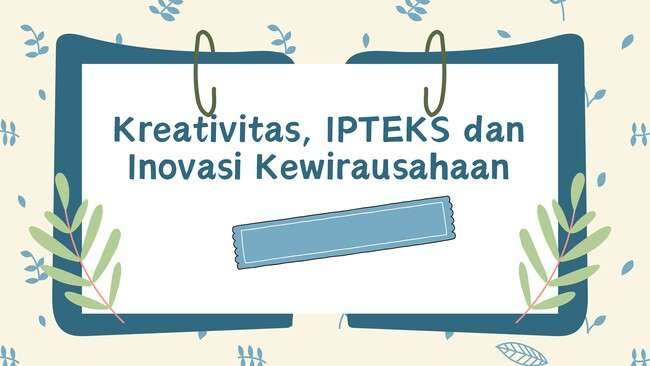 Kreativitas, IPTEKS dan
Inovasi Kewirausahaan